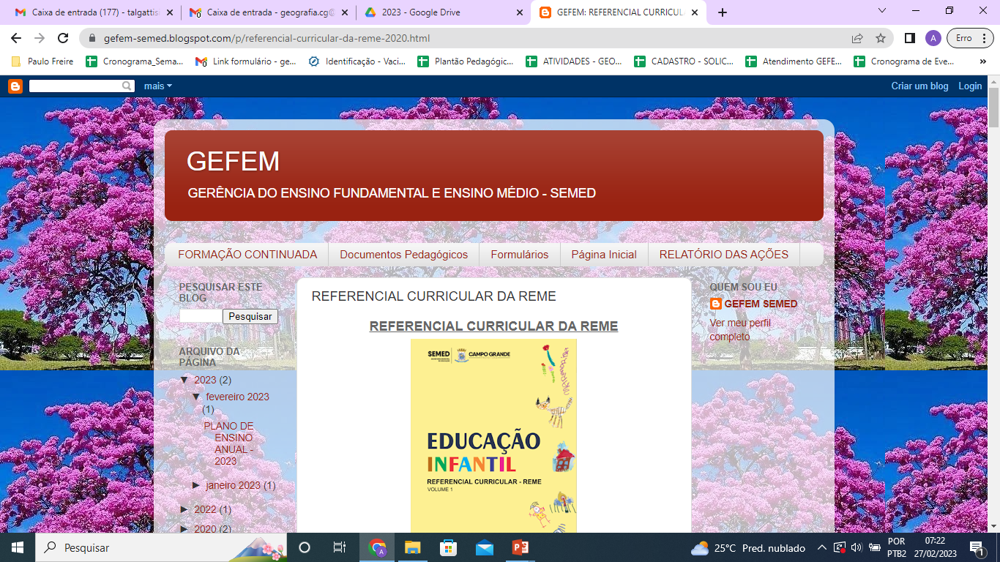 Caixa de entrada (177) - talgattis
Caixa de entrada - geografia.cg@
2023 - Google Drive
GEFEM: REFERENCIAL CURRICULA
gefem-semed.blogspot.com/p/referencial-curricular-da-reme-2020.html
A
Erro
Paulo Freire
Cronograma_Sema...
Link formulário - ge...
Identificação - Vaci...
Plantão Pedagógic...
ATIVIDADES - GEO...
CADASTRO - SOLIC...
Atendimento GEFE...
Cronograma de Eve...
mais
Criar um blog
Login
GEFEM
GERÊNCIA DO ENSINO FUNDAMENTAL E ENSINO MÉDIO - SEMED
FORMAÇÃO CONTINUADA
Documentos Pedagógicos
Formulários
Página Inicial
RELATÓRIO DAS AÇÕES
PESQUISAR ESTE
BLOG
Pesquisar
ARQUIVO DA
PÁGINA
▼ 2023 (2)
▼ fevereiro 2023
(1)
PLANO DE
ENSINO
ANUAL -
2023
► janeiro 2023 (1)
► 2022 (1)
► 2020 (2)
REFERENCIAL CURRICULAR DA REME
REFERENCIAL CURRICULAR DA REME
SEMED
CAMPO GRANDE
EDUCAÇÃO
INFANTIL
REFERENCIAL CURRICULAR - REME
VOLUME 1
QUEM SOU EU
GEFEM SEMED
Ver meu perfil
completo
Pesquisar
25°C Pred. nublado
POR
PTB2
07:22
27/02/2023
1